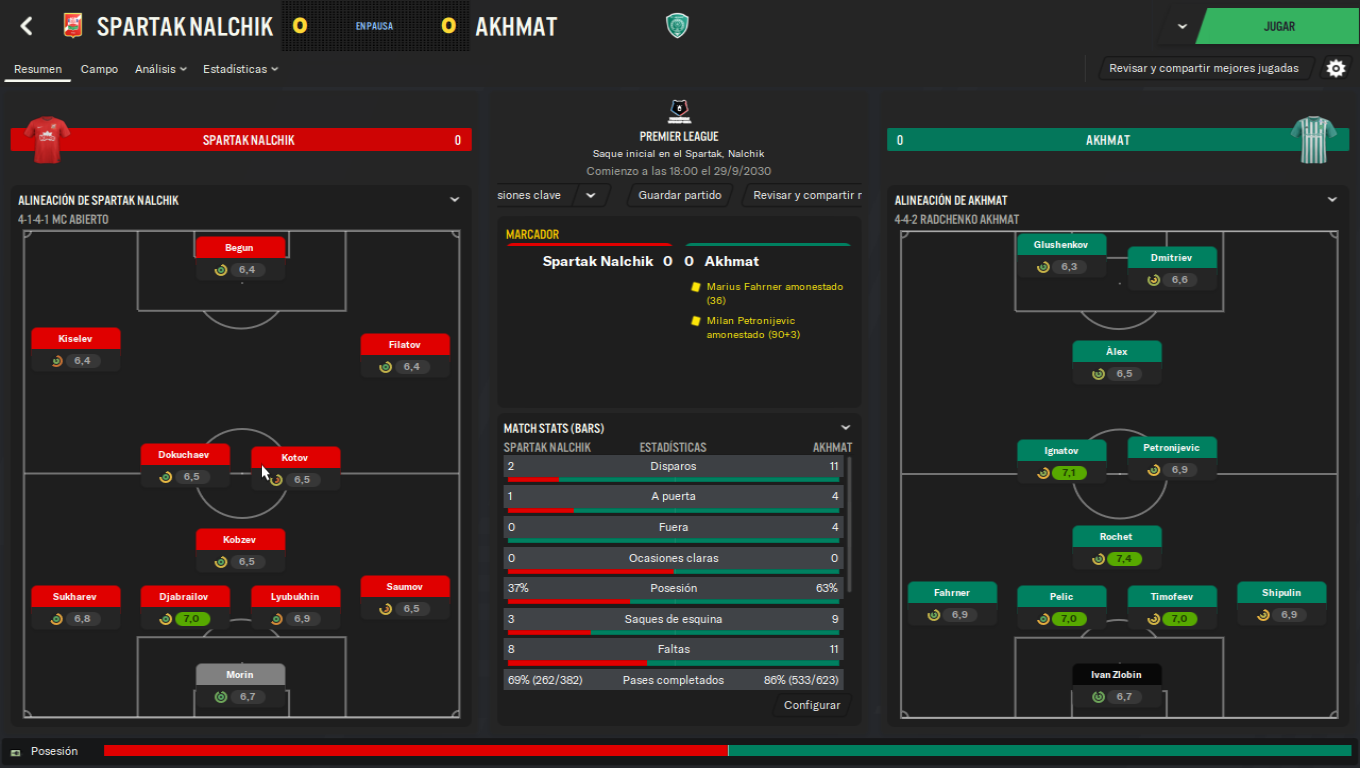 SPARTAK NALCHIK
0
EN PAUSA
0
AKHMAT
JUGAR
Resumen
Campo
Análisis
Estadísticas
Revisar y compartir mejores jugadas
SPARTAK NALCHIK
0
PREMIER LEAGUE
Saque inicial en el Spartak, Nalchik
Comienzo a las 18:00 el 29/9/2030
0
AKHMAT
siones clave
Guardar partido
Revisar y compartir r
ALINEACIÓN DE SPARTAK NALCHIK
4-1-4-1 MC ABIERTO
Begun
6,4
Kiselev
6,4
Filatov
6,4
Dokuchaev
6,5
Kotov
6,5
Kobzev
6,5
Sukharev
6,8
Djabrailov
7,0
Lyubukhin
6,9
Saumov
6,5
Morin
6,7
MARCADOR
Spartak Nalchik 0 0 Akhmat
Marius Fahrner amonestado
(36)
Milan Petronijevic
amonestado (90+3)
MATCH STATS (BARS)
SPARTAK NALCHIK ESTADÍSTICAS AKHMAT
2 Disparos 11
1 A puerta 4
0 Fuera 4
0 Ocasiones claras 0
37% Posesión 63%
3 Saques de esquina 9
8 Faltas 11
69% (262/382) Pases completados 86% (533/623)
Configurar
ALINEACIÓN DE AKHMAT
4-4-2 RADCHENKO AKHMAT
Glushenkov
6,3
Dmitriev
6,6
Àlex
6,5
Ignatov
7,1
Petronijevic
6,9
Rochet
7,4
Fahrner
6,9
Pelic
7,0
Timofeev
7,0
Shipulin
6,9
Ivan Zlobin
6,7
Posesión